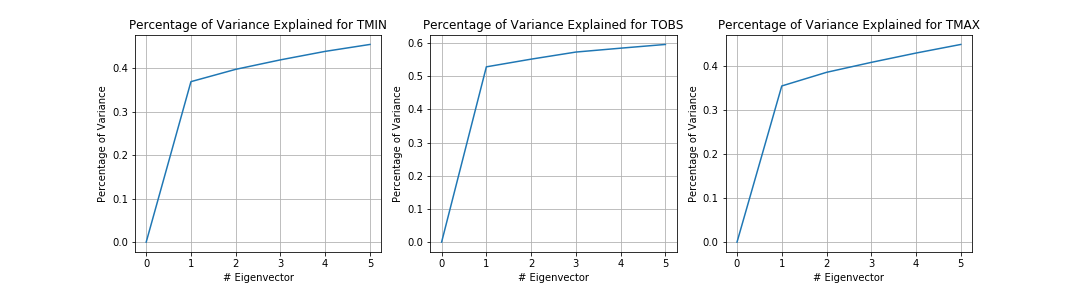 Percentage of Variance Explained for TMIN
Percentage of Variance
0.4
0.3
0.2
0.1
0.0
0 1 2 3 4 5
# Eigenvector
Percentage of Variance Explained for TOBS
Percentage of Variance
0.6
0.5
0.4
0.3
0.2
0.1
0.0
0 1 2 3 4 5
# Eigenvector
Percentage of Variance Explained for TMAX
Percentage of Variance
0.4
0.3
0.2
0.1
0.0
0 1 2 3 4 5
# Eigenvector